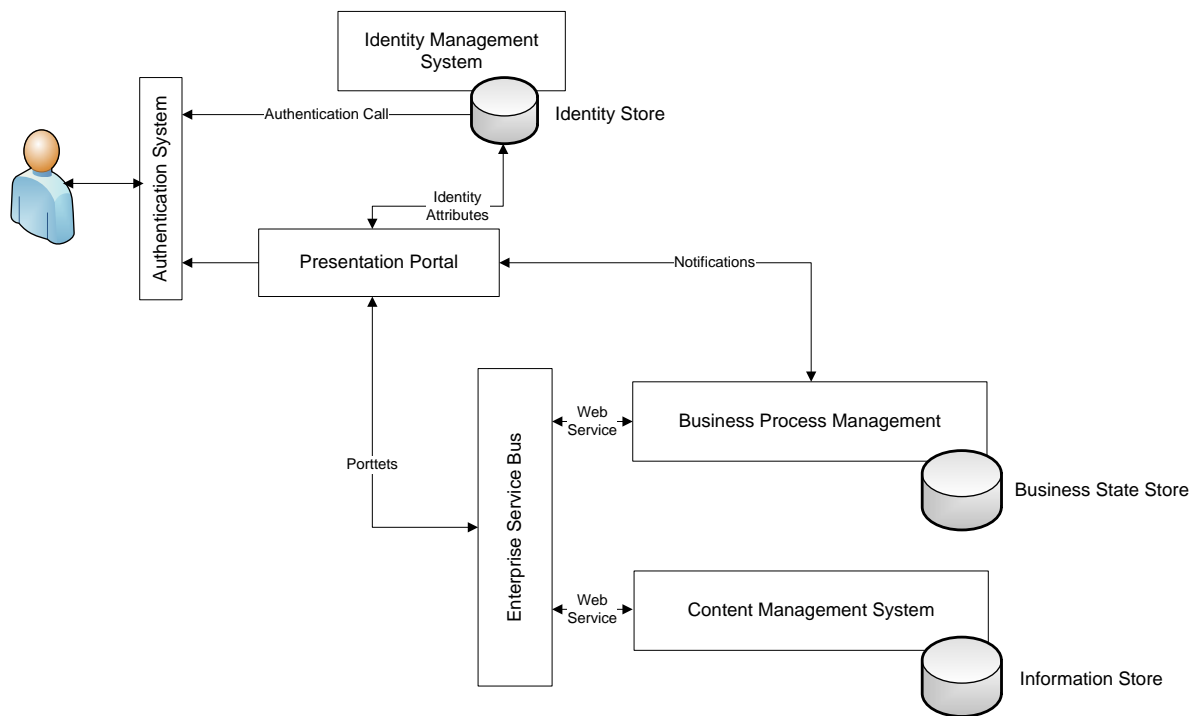 Identity Management
System
Identity Store
Authentication Call
Authentication System
Identity
Attributes
Presentation Portal
Notifications
Business Process Management
Web
Service
Business State Store
Enterprise Service Bus
Porttets
Web
Service
Content Management System
Information Store